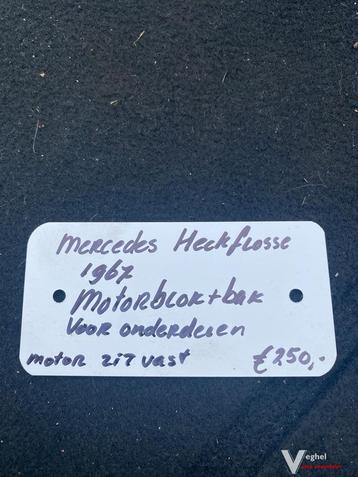 Mercedes Heckflosse
1967
Motorblok+bak
Voor onderdelen
motor zit vast €250,-
Veghel